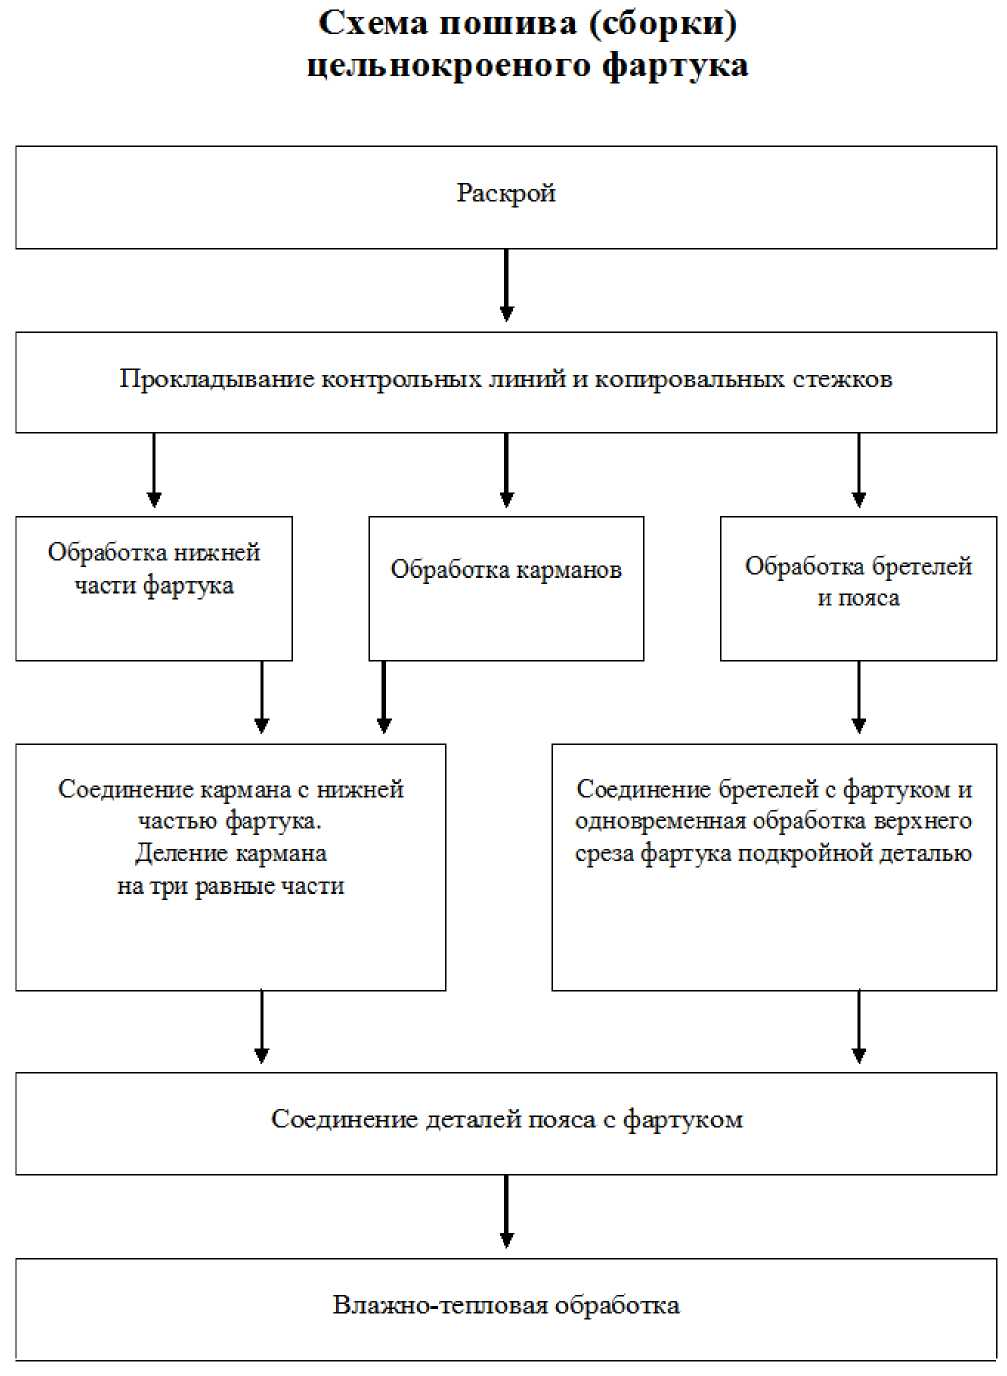 Схема пошива (сборки)
цельнокроеного фартука
Раскрой
Прокладывание контрольных линий и копировальных стежков
Обработка нижней
части фартука
Обработка карманов
Обработка бретелей
и пояса
Соединение кармана с нижней
частью фартука.
Деление кармана
на три равные части
Соединение бретелей с фартуком и
одновременная обработка верхнего
среза фартука подкройной деталью
Соединение деталей пояса с фартуком
Влажно-тепловая обработка